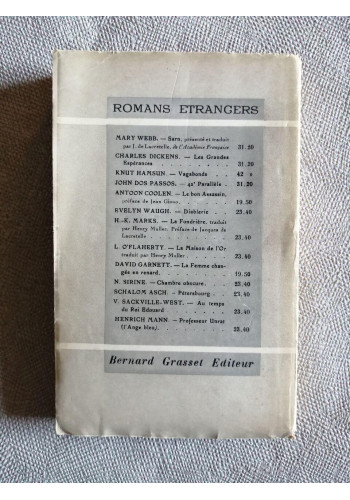 ROMANS ETRANGERS
MARY WEBB. — Sarn, présenté et traduit
par J. de Lacretelle, de l'Académie Française 31.20
CHARLES DICKENS. — Les Grandes
Espérances . . . . . . . . 31.20
KNUT HAMSUN. — Vagabonds . . . 42 »
JOHN DOS PASSOS. — 42e Parallèle . 31.20
ANTOON COOLEN. — Le bon Assassin,
préface de Jean Giono. . . . . . 19.50
EVELYN WAUGH. — Diablerie . . . 23.40
H.-K. MARKS. — La Fondrière, traduit
par Henry Muller. Préface de Jacques de
Lacretelle . . . . . . . . 23.40
L. O'FLAHERTY. — La Maison de l'Or
traduit par Henry Muller . . . . 23.40
DAVID GARNETT. — La Femme chan-
gée en renard. . . . . . . 19.50
N. SIRINE. — Chambre obscure. . . 23.40
SCHALOM ASCH. — Pétersbourg . . 23.40
V. SACKVILLE-WEST. — Au temps
du Roi Edouard . . . . . . 23.40
HENRICH MANN. — Professeur Unrat
(l'Ange bleu). . . . . . . 23.40
Bernard Grasset Editeur